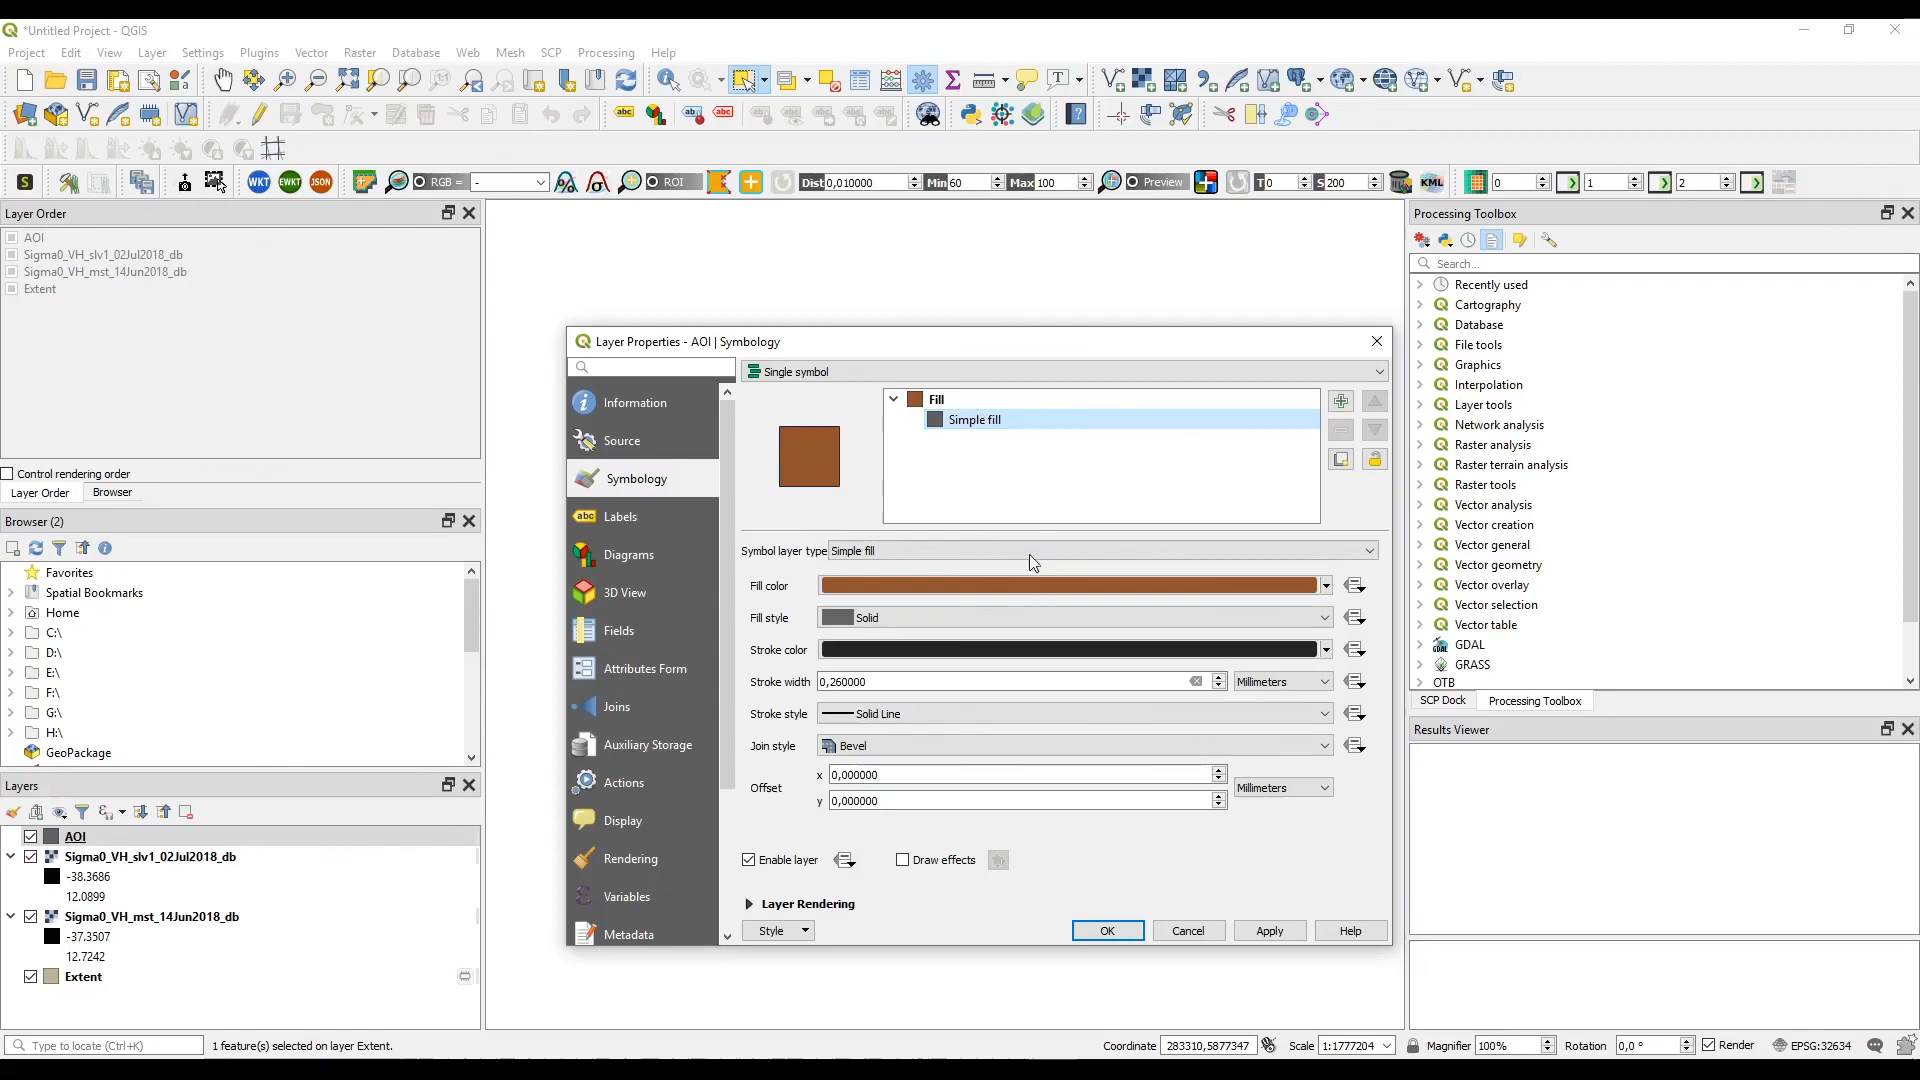 *Untitled Project - QGIS
Project Edit View Layer Settings Plugins Vector Raster Database Web Mesh SCP Processing Help
S WKT EWKT JSON RGB = - ROI Dist 0,010000 Min 60 Max 100 Preview T 0 S 200 KML 0 1 2
Layer Order
AOI
Sigma0_VH_slv1_02Jul2018_db
Sigma0_VH_mst_14Jun2018_db
Extent
Control rendering order
Layer Order Browser
Browser (2)
Favorites
Spatial Bookmarks
Home
C:\
D:\
E:\
F:\
G:\
H:\
GeoPackage
Layers
AOI
Sigma0_VH_slv1_02Jul2018_db
-38.3686
12.0899
Sigma0_VH_mst_14Jun2018_db
-37.3507
12.7242
Extent
Layer Properties - AOI | Symbology
Information
Source
Symbology
Labels
Diagrams
3D View
Fields
Attributes Form
Joins
Auxiliary Storage
Actions
Display
Rendering
Variables
Metadata
Single symbol
Fill
Simple fill
Symbol layer type Simple fill
Fill color
Fill style Solid
Stroke color
Stroke width 0,260000 Millimeters
Stroke style Solid Line
Join style Bevel
Offset x 0,000000 Millimeters
y 0,000000
Enable layer Draw effects
Layer Rendering
Style OK Cancel Apply Help
Processing Toolbox
Search...
Recently used
Cartography
Database
File tools
Graphics
Interpolation
Layer tools
Network analysis
Raster analysis
Raster terrain analysis
Raster tools
Vector analysis
Vector creation
Vector general
Vector geometry
Vector overlay
Vector selection
Vector table
GDAL
GRASS
OTB
SCP Dock Processing Toolbox
Results Viewer
Type to locate (Ctrl+K) 1 feature(s) selected on layer Extent. Coordinate 283310,5877347 Scale 1:1777204 Magnifier 100% Rotation 0,0 ° Render EPSG:32634